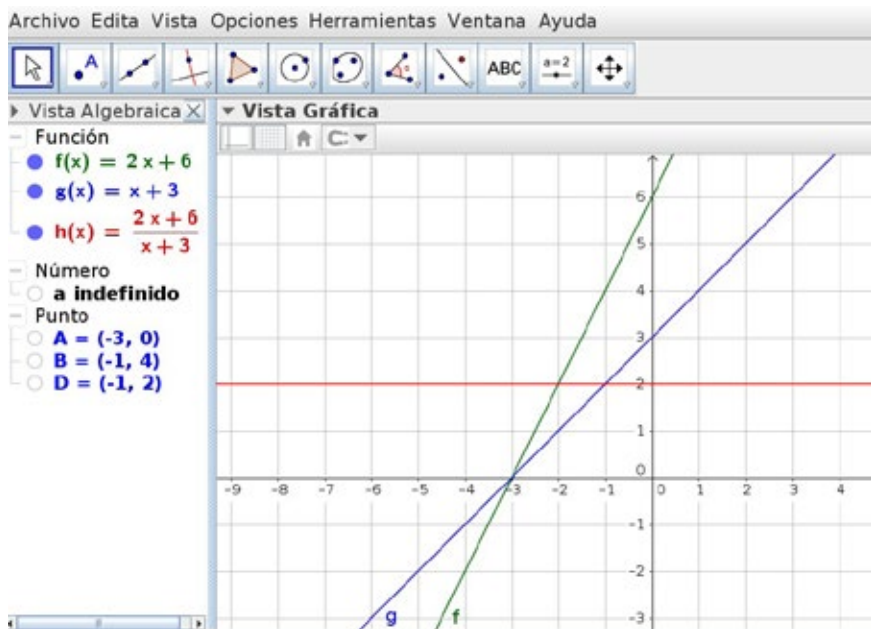 Archivo Edita Vista Opciones Herramientas Ventana Ayuda
A
ABC
a=2
Vista Algebraica
Vista Gráfica
Función
f(x) = 2 x + 6
g(x) = x + 3
h(x) = (2 x + 6) / (x + 3)
Número
a indefinido
Punto
A = (-3, 0)
B = (-1, 4)
D = (-1, 2)
6
5
4
3
2
1
0
-9 -8 -7 -6 -5 -4 -3 -2 -1 0 1 2 3 4
-1
-2
-3
g f